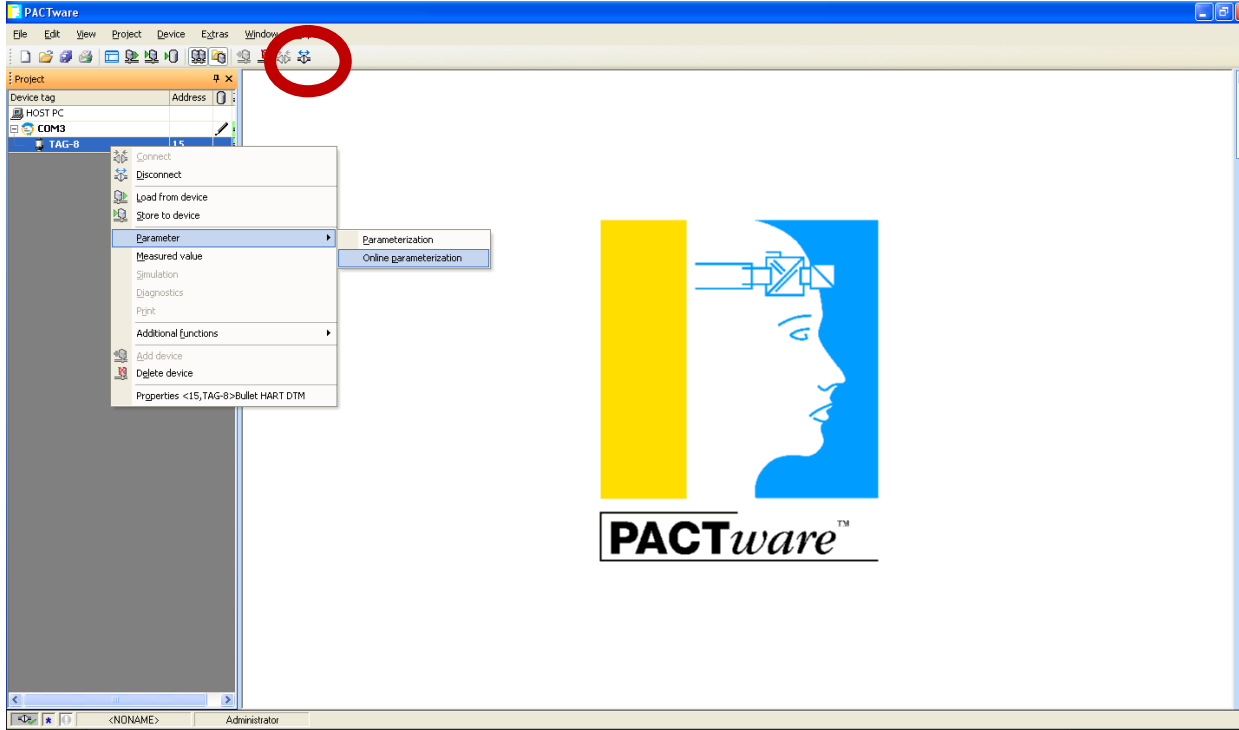 PACTware
File Edit View Project Device Extras Window
Project
Device tag Address
HOST PC
COM3
TAG-8 15
Connect
Disconnect
Load from device
Store to device
Parameter
Parameterization
Measured value
Online parameterization
Simulation
Diagnostics
Print
Additional functions
Add device
Delete device
Properties <15,TAG-8>Bullet HART DTM
PACTware™
<NONAME> Administrator